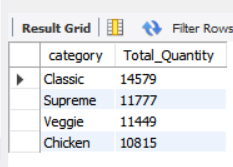 Result Grid Filter Rows
category Total_Quantity
Classic 14579
Supreme 11777
Veggie 11449
Chicken 10815